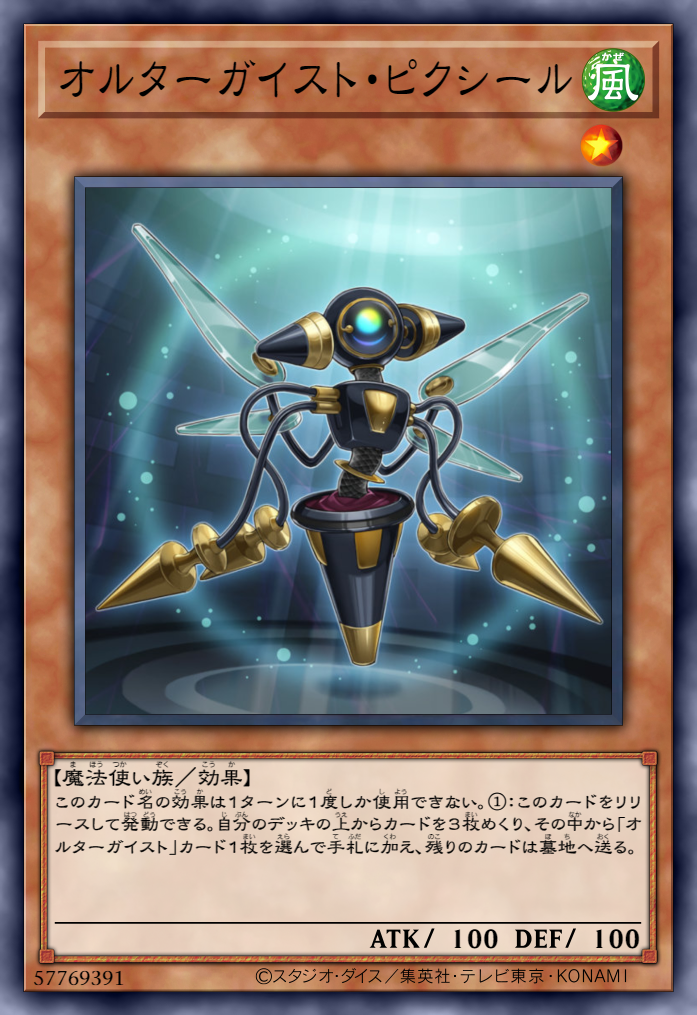 オルターガイスト・ピクシール
風
かぜ
【魔法使い族／効果】
このカード名の効果は1ターンに1度しか使用できない。①：このカードをリリ
ースして発動できる。自分のデッキの上からカードを3枚めくり、その中から「オ
ルターガイスト」カード1枚を選んで手札に加え、残りのカードは墓地へ送る。
ATK/ 100 DEF/ 100
57769391
©スタジオ・ダイス／集英社・テレビ東京・KONAMI